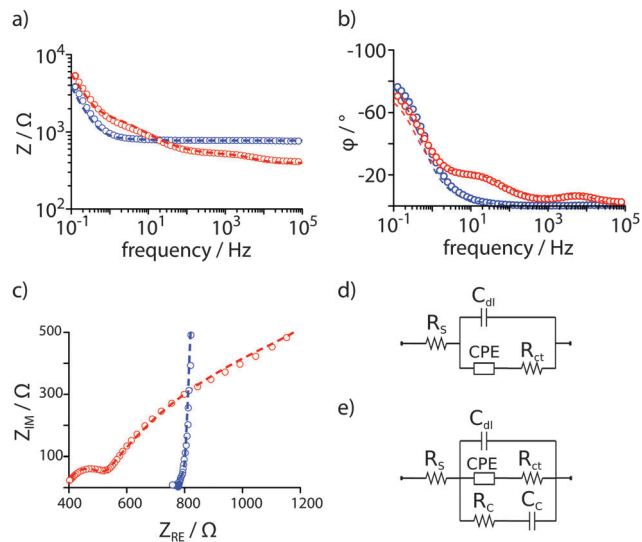 a)
Z / Ω
10⁴
10³
10²
10⁻¹ 10¹ 10³ 10⁵
frequency / Hz
b)
φ / °
-100
-60
-20
10⁻¹ 10¹ 10³ 10⁵
frequency / Hz
c)
Z_IM / Ω
500
300
100
400 600 800 1000 1200
Z_RE / Ω
d)
C_dl
R_S
CPE R_ct
e)
C_dl
R_S CPE R_ct
R_C C_C